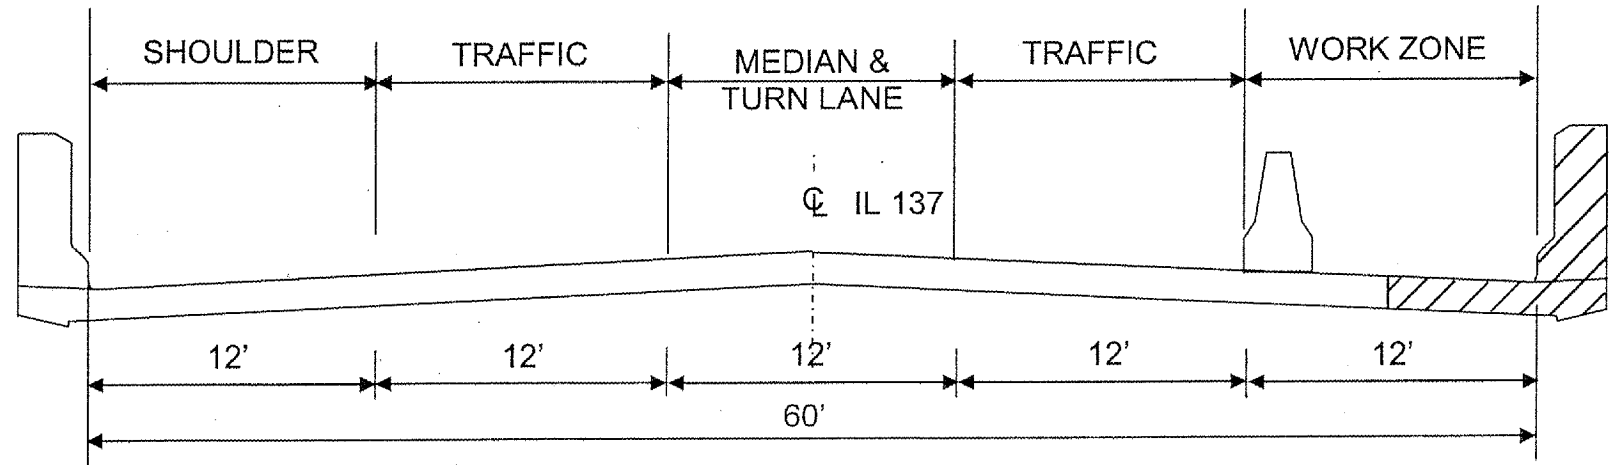 SHOULDER
TRAFFIC
MEDIAN &
TURN LANE
TRAFFIC
WORK ZONE
℄ IL 137
12’
12’
12’
12’
12’
60’